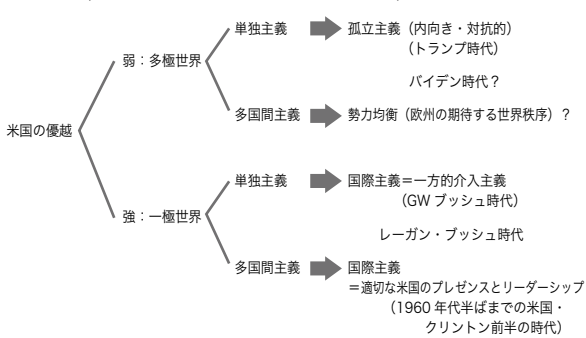 単独主義
孤立主義（内向き・対抗的）
（トランプ時代）
弱：多極世界
バイデン時代？
多国間主義
勢力均衡（欧州の期待する世界秩序）？
米国の優越
単独主義
国際主義＝一方的介入主義
（GW ブッシュ時代）
強：一極世界
レーガン・ブッシュ時代
多国間主義
国際主義
＝適切な米国のプレゼンスとリーダーシップ
（1960 年代半ばまでの米国・
クリントン前半の時代）